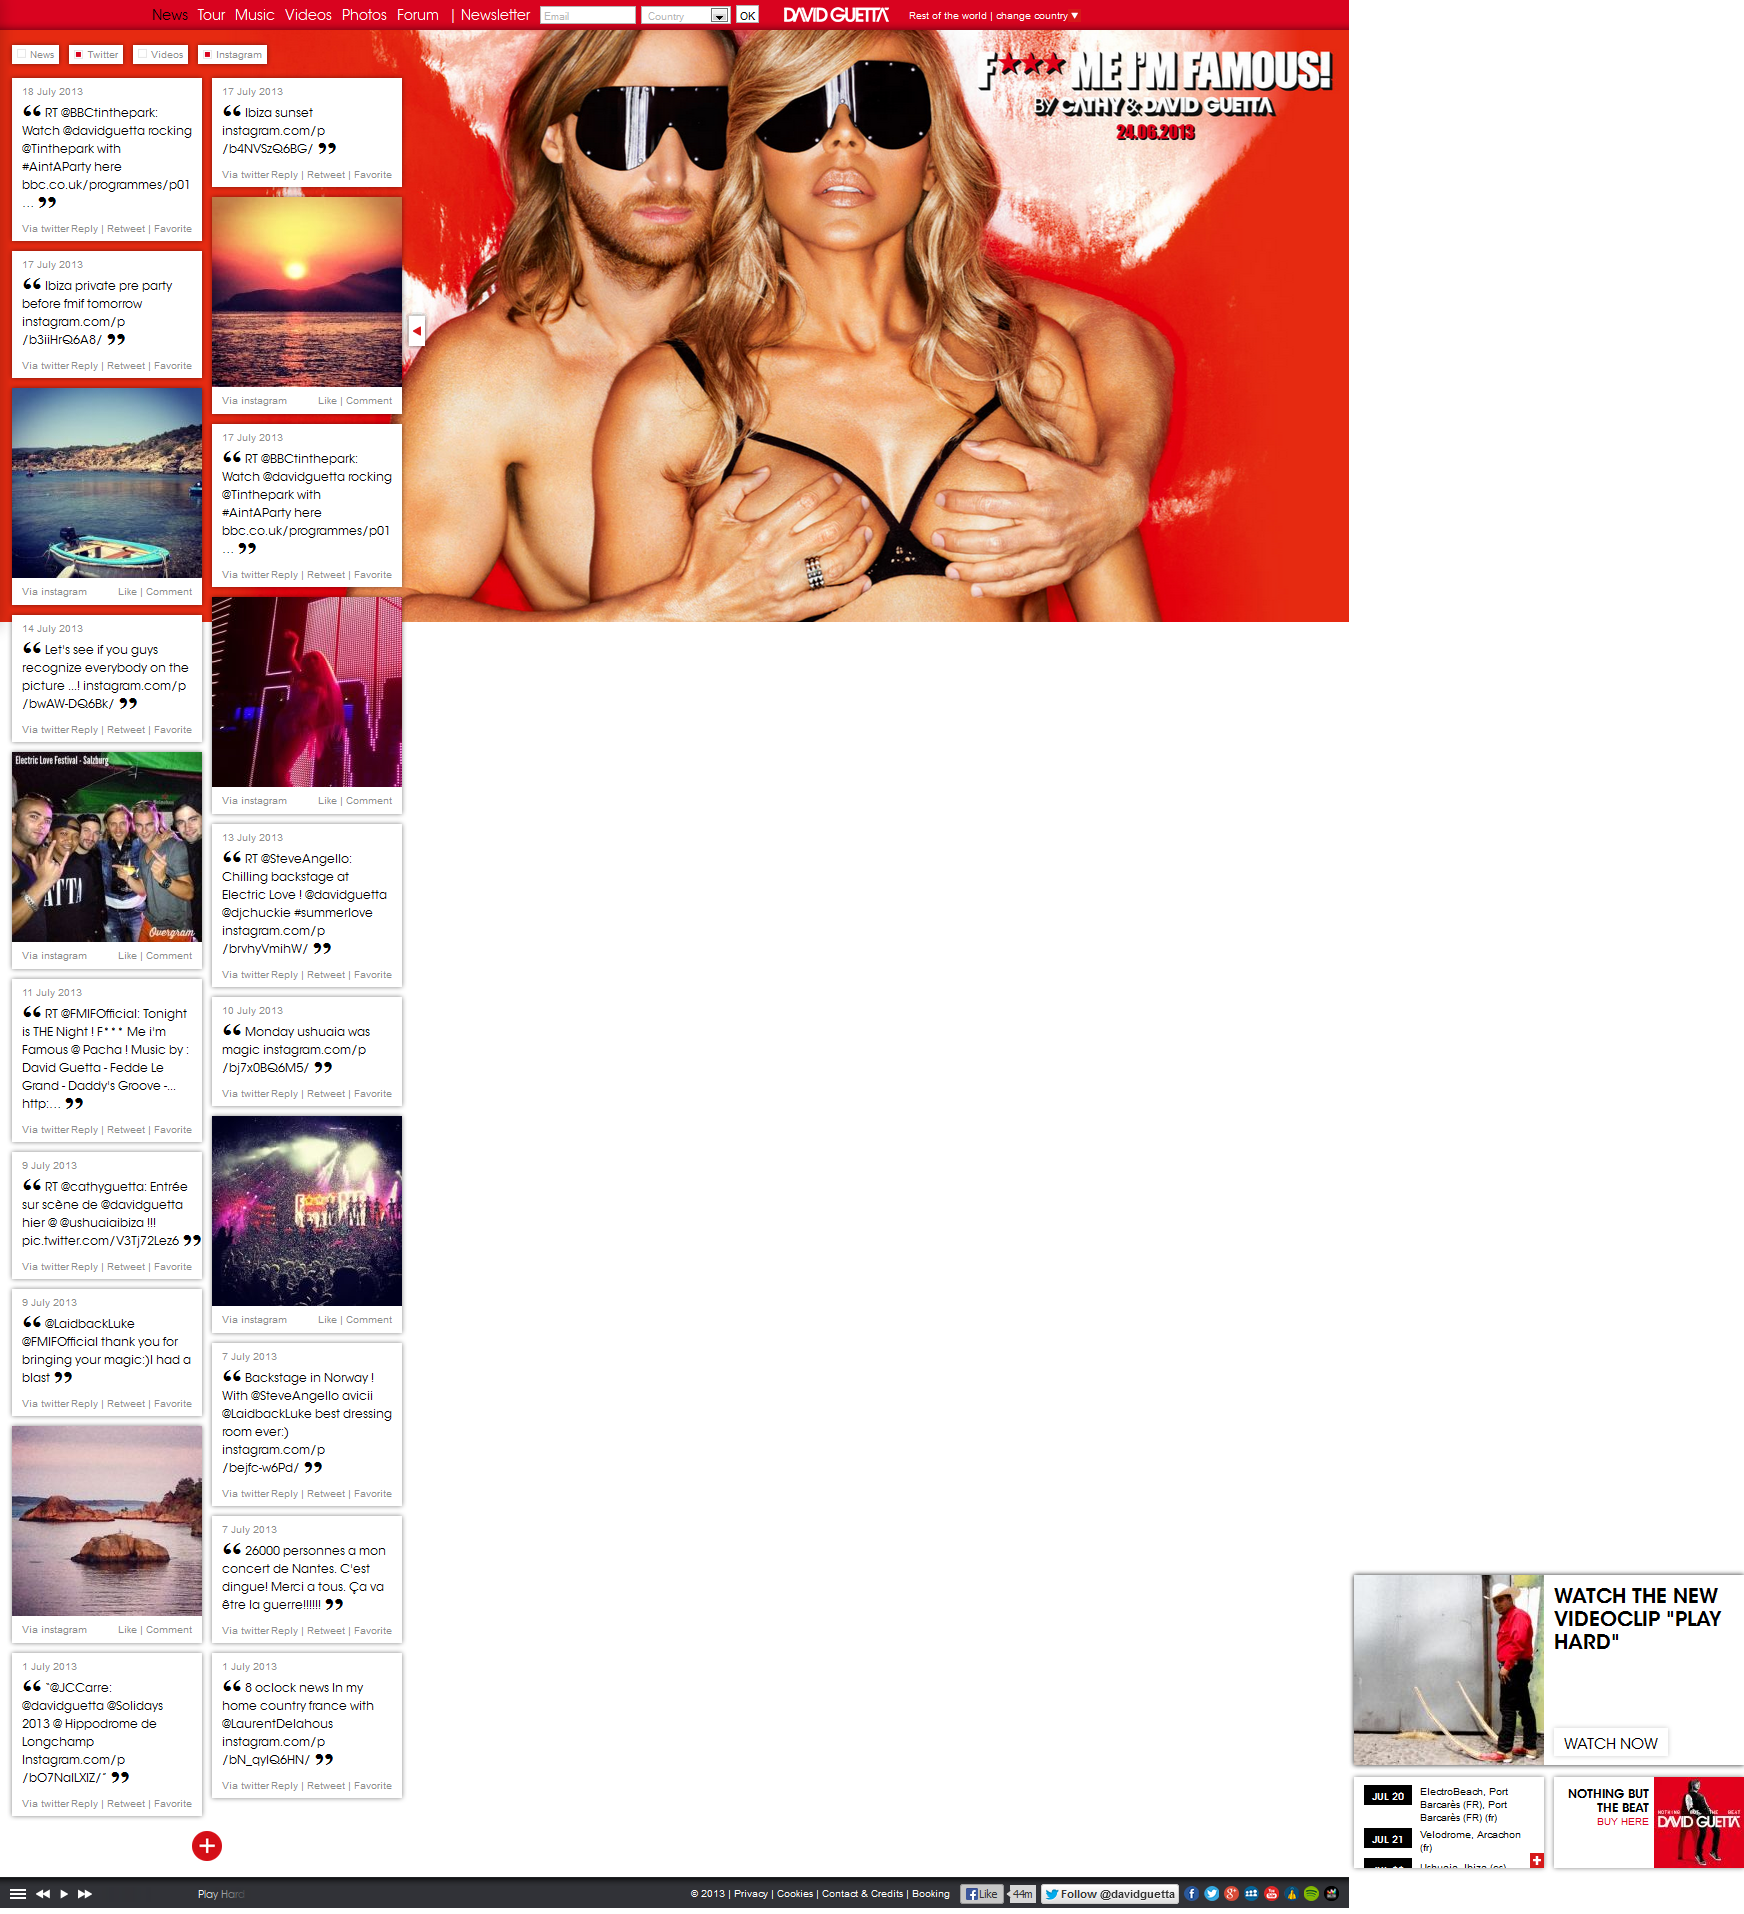 News Tour Music Videos Photos Forum | Newsletter Email Country OK DAVID GUETTA Rest of the world | change country
News Twitter Videos Instagram
F*** ME I'M FAMOUS!
BY CATHY & DAVID GUETTA
24.06.2013
18 July 2013
“ RT @BBCtinthepark:
Watch @davidguetta rocking
@Tinthepark with
#AintAParty here
bbc.co.uk/programmes/p01
... ”
Via twitter Reply | Retweet | Favorite
17 July 2013
“ Ibiza private pre party
before fmif tomorrow
instagram.com/p
/b3iiHrQ6A8/ ”
Via twitter Reply | Retweet | Favorite
Via instagram Like | Comment
14 July 2013
“ Let's see if you guys
recognize everybody on the
picture ...! instagram.com/p
/bwAW-DQ6Bk/ ”
Via twitter Reply | Retweet | Favorite
Electric Love Festival - Salzburg
ATTA
Overgram
Via instagram Like | Comment
11 July 2013
“ RT @FMIFOfficial: Tonight
is THE Night ! F*** Me i'm
Famous @ Pacha ! Music by :
David Guetta - Fedde Le
Grand - Daddy's Groove -...
http:... ”
Via twitter Reply | Retweet | Favorite
9 July 2013
“ RT @cathyguetta: Entrée
sur scène de @davidguetta
hier @ @ushuaiaibiza !!!
pic.twitter.com/V3Tj72Lez6 ”
Via twitter Reply | Retweet | Favorite
9 July 2013
“ @LaidbackLuke
@FMIFOfficial thank you for
bringing your magic:)I had a
blast ”
Via twitter Reply | Retweet | Favorite
Via instagram Like | Comment
1 July 2013
“ `@JCCarre:
@davidguetta @Solidays
2013 @ Hippodrome de
Longchamp
Instagram.com/p
/bO7NaILXIZ/´ ”
Via twitter Reply | Retweet | Favorite
17 July 2013
“ Ibiza sunset
instagram.com/p
/b4NVSzQ6BG/ ”
Via twitter Reply | Retweet | Favorite
Via instagram Like | Comment
17 July 2013
“ RT @BBCtinthepark:
Watch @davidguetta rocking
@Tinthepark with
#AintAParty here
bbc.co.uk/programmes/p01
... ”
Via twitter Reply | Retweet | Favorite
Via instagram Like | Comment
13 July 2013
“ RT @SteveAngello:
Chilling backstage at
Electric Love ! @davidguetta
@djchuckie #summerlove
instagram.com/p
/brvhyVmihW/ ”
Via twitter Reply | Retweet | Favorite
10 July 2013
“ Monday ushuaia was
magic instagram.com/p
/bj7x0BQ6M5/ ”
Via twitter Reply | Retweet | Favorite
Via instagram Like | Comment
7 July 2013
“ Backstage in Norway !
With @SteveAngello avicii
@LaidbackLuke best dressing
room ever:)
instagram.com/p
/bejfc-w6Pd/ ”
Via twitter Reply | Retweet | Favorite
7 July 2013
“ 26000 personnes a mon
concert de Nantes. C'est
dingue! Merci a tous. Ça va
être la guerre!!!!!! ”
Via twitter Reply | Retweet | Favorite
1 July 2013
“ 8 oclock news In my
home country france with
@LaurentDelahous
instagram.com/p
/bN_qyIQ6HN/ ”
Via twitter Reply | Retweet | Favorite
WATCH THE NEW
VIDEOCLIP "PLAY
HARD"
WATCH NOW
JUL 20 ElectroBeach, Port
Barcarès (FR), Port
Barcarès (FR) (fr)
JUL 21 Velodrome, Arcachon
(fr)
Ushuaia, Ibiza (es)
NOTHING BUT
THE BEAT
BUY HERE
NOTHING BUT THE BEAT
DAVID GUETTA
Play Hard
© 2013 | Privacy | Cookies | Contact & Credits | Booking Like 44m Follow @davidguetta